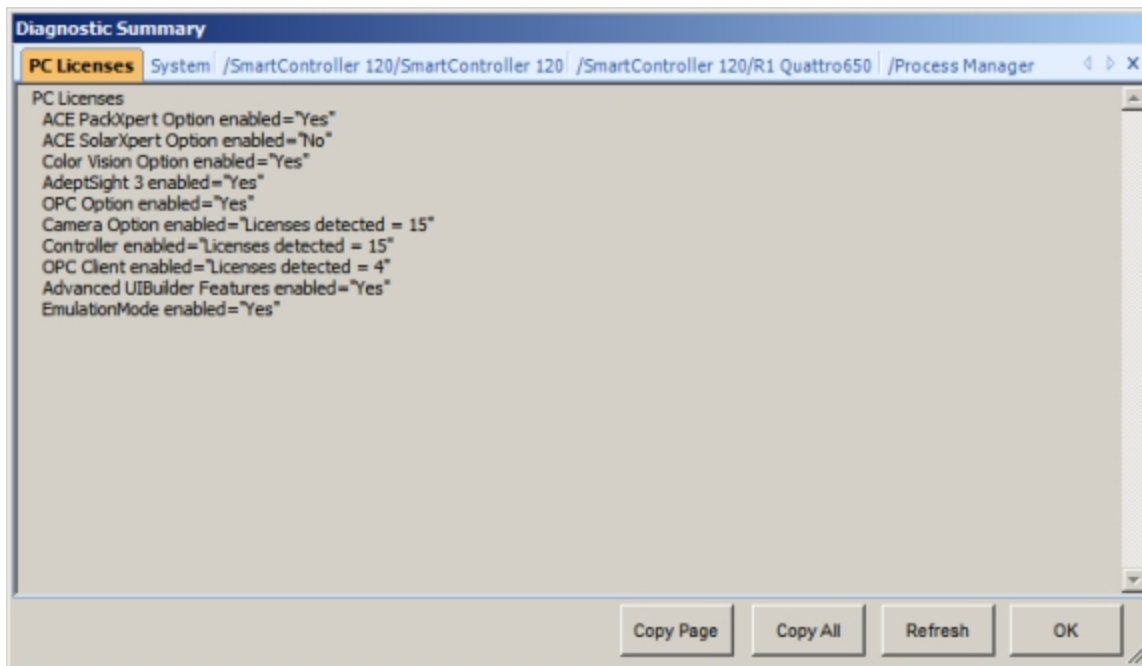 Diagnostic Summary
PC Licenses System /SmartController 120/SmartController 120 /SmartController 120/R1 Quattro650 /Process Manager
PC Licenses
ACE PackXpert Option enabled="Yes"
ACE SolarXpert Option enabled="No"
Color Vision Option enabled="Yes"
AdeptSight 3 enabled="Yes"
OPC Option enabled="Yes"
Camera Option enabled="Licenses detected = 15"
Controller enabled="Licenses detected = 15"
OPC Client enabled="Licenses detected = 4"
Advanced UIBuilder Features enabled="Yes"
EmulationMode enabled="Yes"
Copy Page Copy All Refresh OK